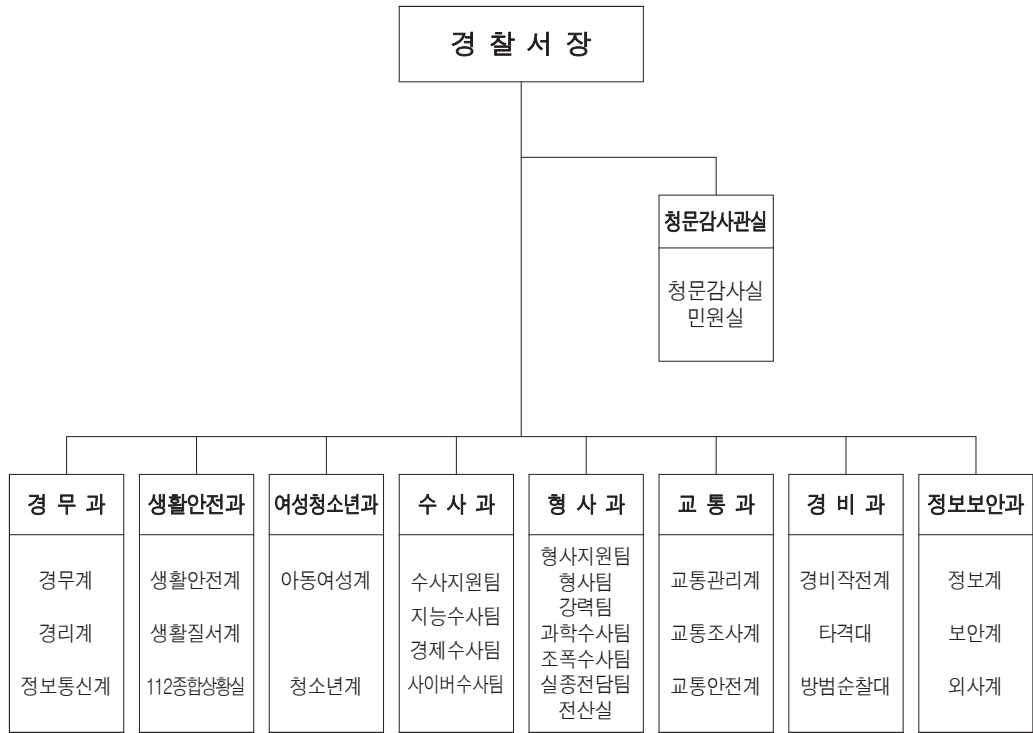 경 찰 서 장
청문감사관실
청문감사실
민원실
경 무 과
경무계
경리계
정보통신계
생활안전과
생활안전계
생활질서계
112종합상황실
여성청소년과
아동여성계
청소년계
수 사 과
수사지원팀
지능수사팀
경제수사팀
사이버수사팀
형 사 과
형사지원팀
형사팀
강력팀
과학수사팀
조폭수사팀
실종전담팀
전산실
교 통 과
교통관리계
교통조사계
교통안전계
경 비 과
경비작전계
타격대
방범순찰대
정보보안과
정보계
보안계
외사계